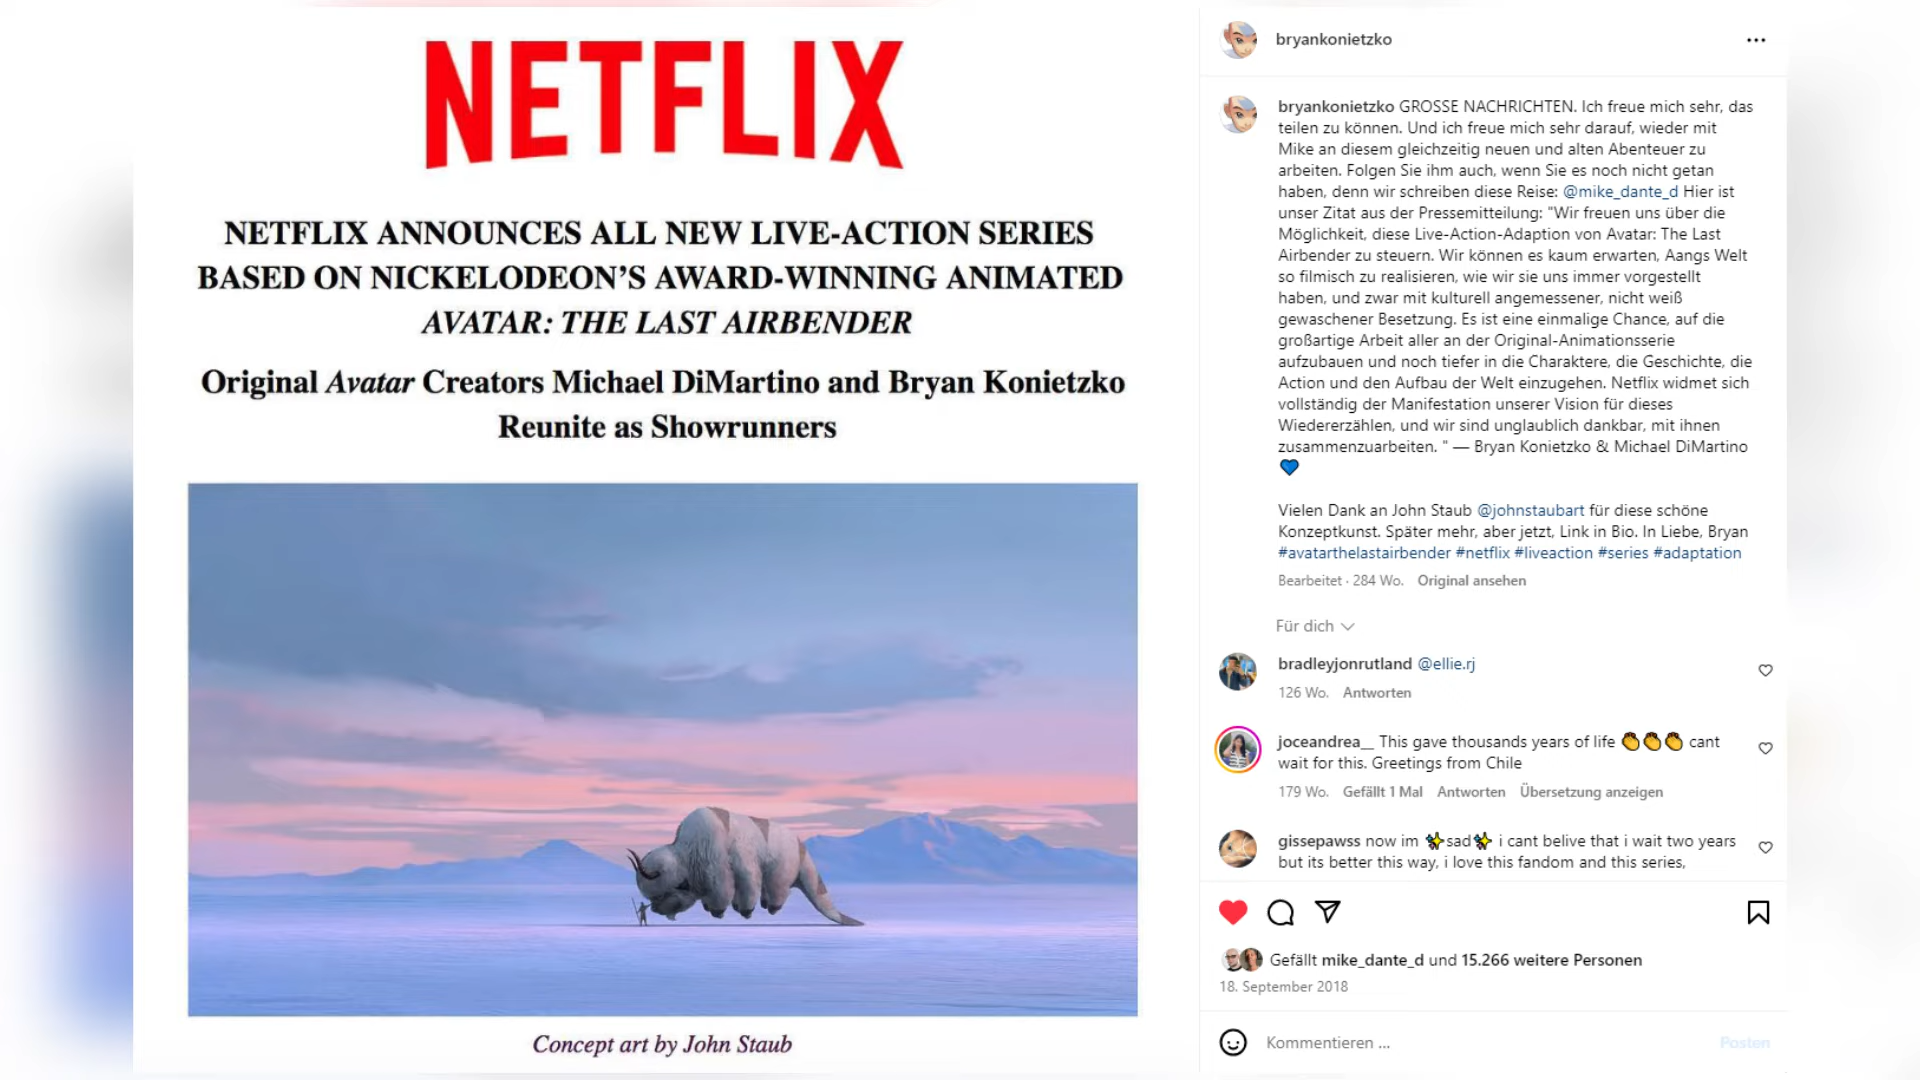 NETFLIX
NETFLIX ANNOUNCES ALL NEW LIVE-ACTION SERIES
BASED ON NICKELODEON'S AWARD-WINNING ANIMATED
AVATAR: THE LAST AIRBENDER
Original Avatar Creators Michael DiMartino and Bryan Konietzko
Reunite as Showrunners
Concept art by John Staub
bryankonietzko
bryankonietzko GROSSE NACHRICHTEN. Ich freue mich sehr, das
teilen zu können. Und ich freue mich sehr darauf, wieder mit
Mike an diesem gleichzeitig neuen und alten Abenteuer zu
arbeiten. Folgen Sie ihm auch, wenn Sie es noch nicht getan
haben, denn wir schreiben diese Reise: @mike_dante_d Hier ist
unser Zitat aus der Pressemitteilung: "Wir freuen uns über die
Möglichkeit, diese Live-Action-Adaption von Avatar: The Last
Airbender zu steuern. Wir können es kaum erwarten, Aangs Welt
so filmisch zu realisieren, wie wir sie uns immer vorgestellt
haben, und zwar mit kulturell angemessener, nicht weiß
gewaschener Besetzung. Es ist eine einmalige Chance, auf die
großartige Arbeit aller an der Original-Animationsserie
aufzubauen und noch tiefer in die Charaktere, die Geschichte, die
Action und den Aufbau der Welt einzugehen. Netflix widmet sich
vollständig der Manifestation unserer Vision für dieses
Wiedererzählen, und wir sind unglaublich dankbar, mit ihnen
zusammenzuarbeiten. " — Bryan Konietzko & Michael DiMartino
💙
Vielen Dank an John Staub @johnstaubart für diese schöne
Konzeptkunst. Später mehr, aber jetzt, Link in Bio. In Liebe, Bryan
#avatarthelastairbender #netflix #liveaction #series #adaptation
Bearbeitet · 284 Wo. Original ansehen
Für dich
bradleyjonrutland @ellie.rj
126 Wo. Antworten
joceandrea__ This gave thousands years of life 👏👏👏 cant
wait for this. Greetings from Chile
179 Wo. Gefällt 1 Mal Antworten Übersetzung anzeigen
gissepawss now im ✨sad✨ i cant belive that i wait two years
but its better this way, i love this fandom and this series,
Gefällt mike_dante_d und 15.266 weitere Personen
18. September 2018
Kommentieren ...
Posten